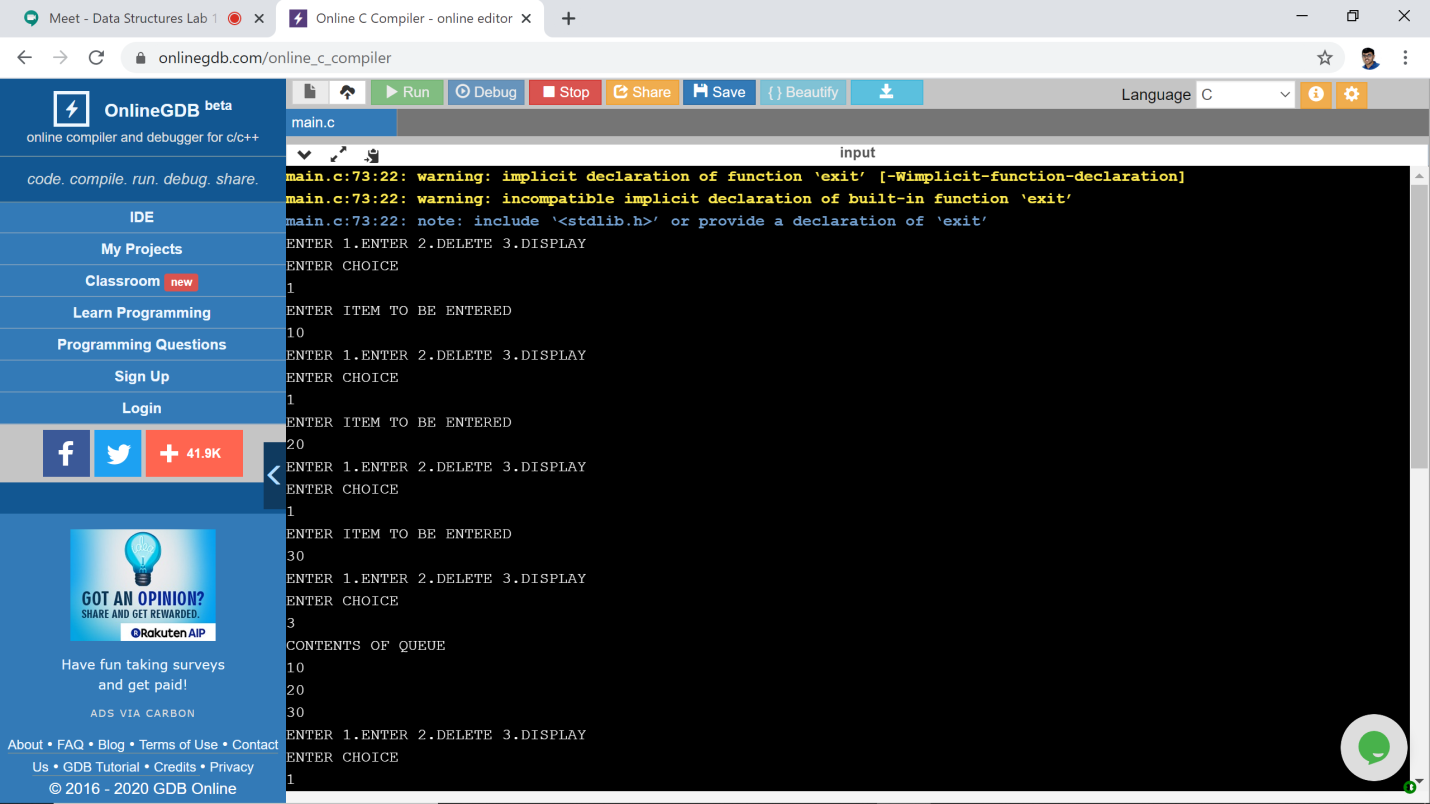 Meet - Data Structures Lab 1
Online C Compiler - online editor
onlinegdb.com/online_c_compiler
OnlineGDB beta
online compiler and debugger for c/c++
code. compile. run. debug. share.
IDE
My Projects
Classroom new
Learn Programming
Programming Questions
Sign Up
Login
41.9K
GOT AN OPINION?
SHARE AND GET REWARDED.
Rakuten AIP
Have fun taking surveys
and get paid!
ADS VIA CARBON
About • FAQ • Blog • Terms of Use • Contact
Us • GDB Tutorial • Credits • Privacy
© 2016 - 2020 GDB Online
Run Debug Stop Share Save { } Beautify Language C
main.c
input
main.c:73:22: warning: implicit declaration of function ‘exit’ [-Wimplicit-function-declaration]
main.c:73:22: warning: incompatible implicit declaration of built-in function ‘exit’
main.c:73:22: note: include ‘<stdlib.h>’ or provide a declaration of ‘exit’
ENTER 1.ENTER 2.DELETE 3.DISPLAY
ENTER CHOICE
1
ENTER ITEM TO BE ENTERED
10
ENTER 1.ENTER 2.DELETE 3.DISPLAY
ENTER CHOICE
1
ENTER ITEM TO BE ENTERED
20
ENTER 1.ENTER 2.DELETE 3.DISPLAY
ENTER CHOICE
1
ENTER ITEM TO BE ENTERED
30
ENTER 1.ENTER 2.DELETE 3.DISPLAY
ENTER CHOICE
3
CONTENTS OF QUEUE
10
20
30
ENTER 1.ENTER 2.DELETE 3.DISPLAY
ENTER CHOICE
1